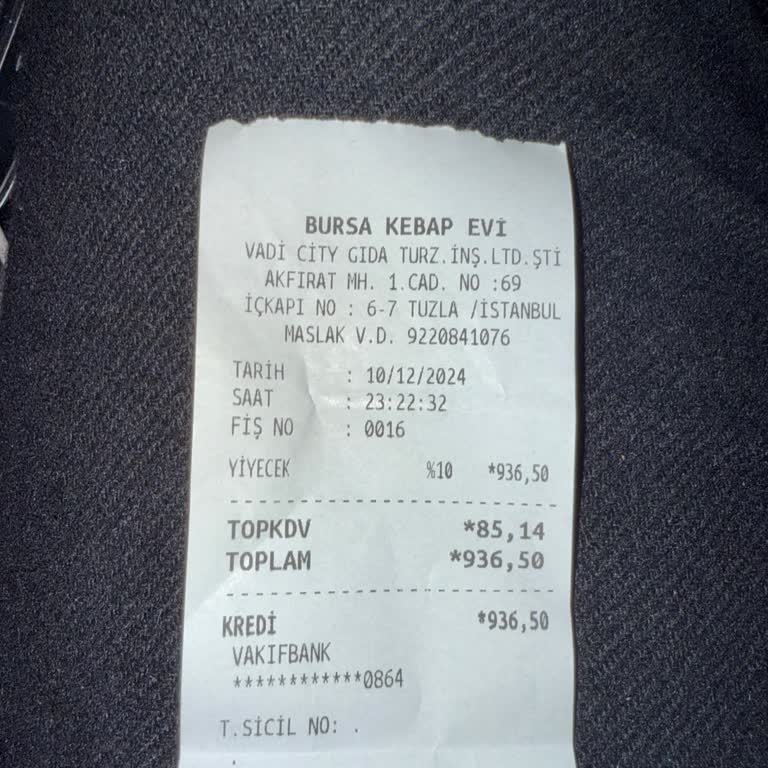 BURSA KEBAP EVİ
VADİ CİTY GIDA TURZ.İNŞ.LTD.ŞTİ
AKFIRAT MH. 1.CAD. NO :69
İÇKAPI NO : 6-7 TUZLA /İSTANBUL
MASLAK V.D. 9220841076
TARİH : 10/12/2024
SAAT : 23:22:32
FİŞ NO : 0016
YİYECEK %10 *936,50
TOPKDV *85,14
TOPLAM *936,50
KREDİ *936,50
VAKIFBANK
************0864
T.SİCİL NO: .